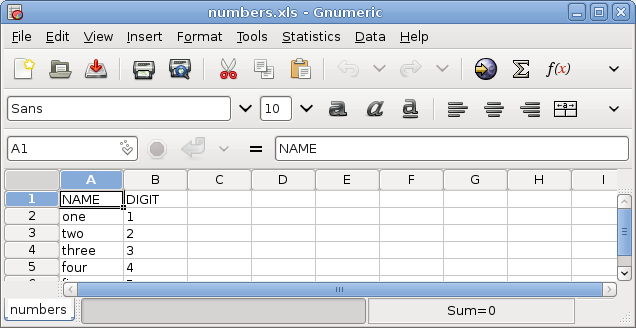 numbers.xls - Gnumeric
File Edit View Insert Format Tools Statistics Data Help
Σ f(x)
Sans 10 a a a a
A1 = NAME
A B C D E F G H I
1 NAME DIGIT
2 one 1
3 two 2
4 three 3
5 four 4
numbers Sum=0